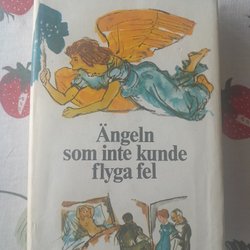 Ängeln
som inte kunde
flyga fel